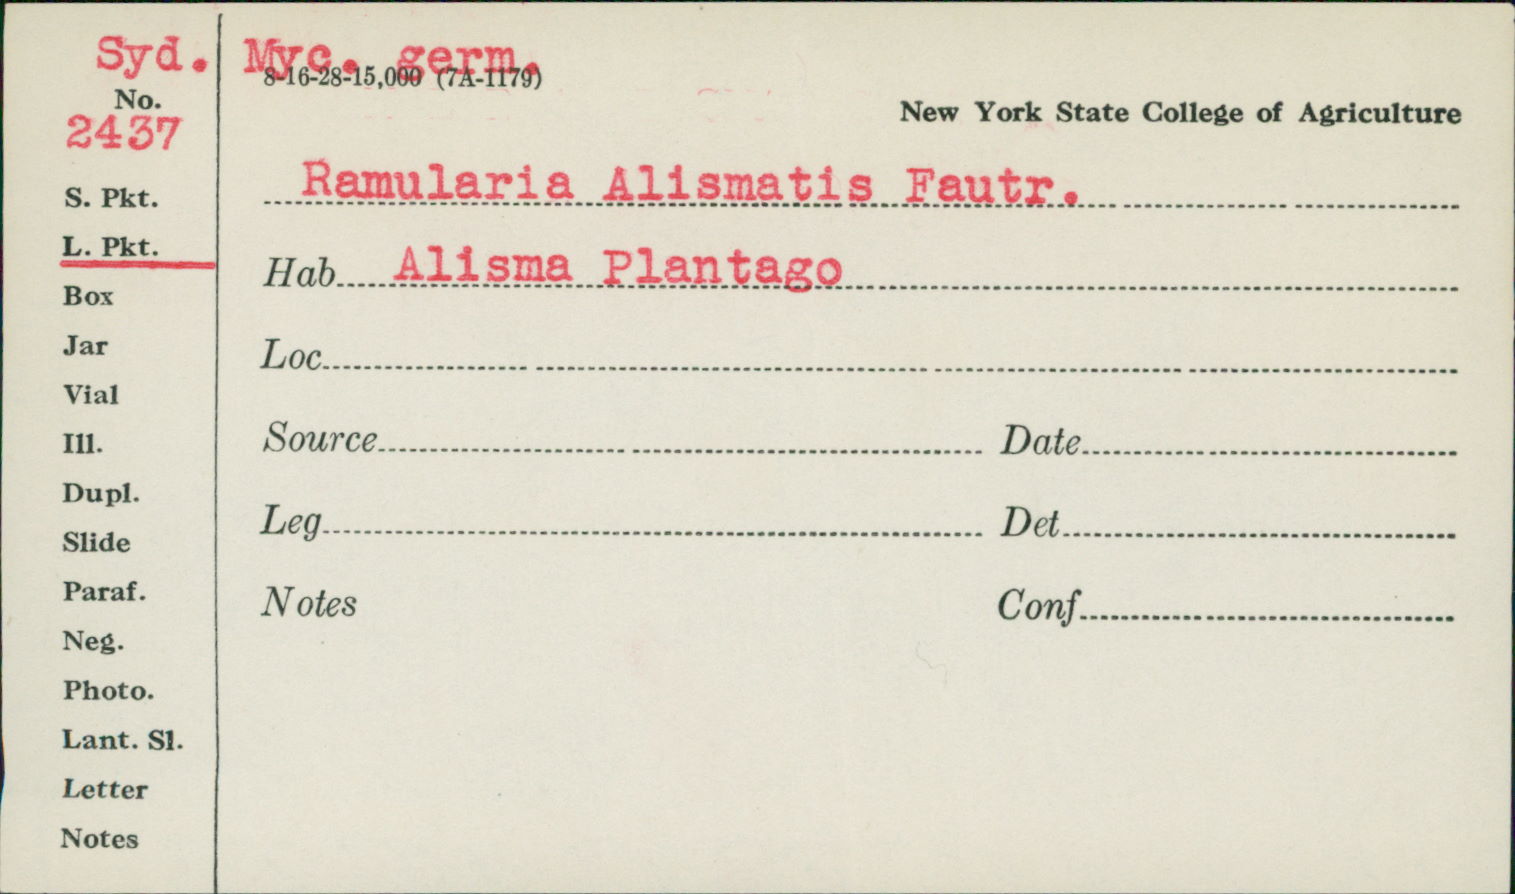 Syd. Myc. germ.
8-16-28-15,000 (7A-1179)
No.
2437
New York State College of Agriculture
Ramularia Alismatis Fautr.
S. Pkt.
L. Pkt.
Box
Jar
Vial
Ill.
Dupl.
Slide
Paraf.
Neg.
Photo.
Lant. Sl.
Letter
Notes
Hab Alisma Plantago
Loc
Source Date
Leg Det
Notes Conf